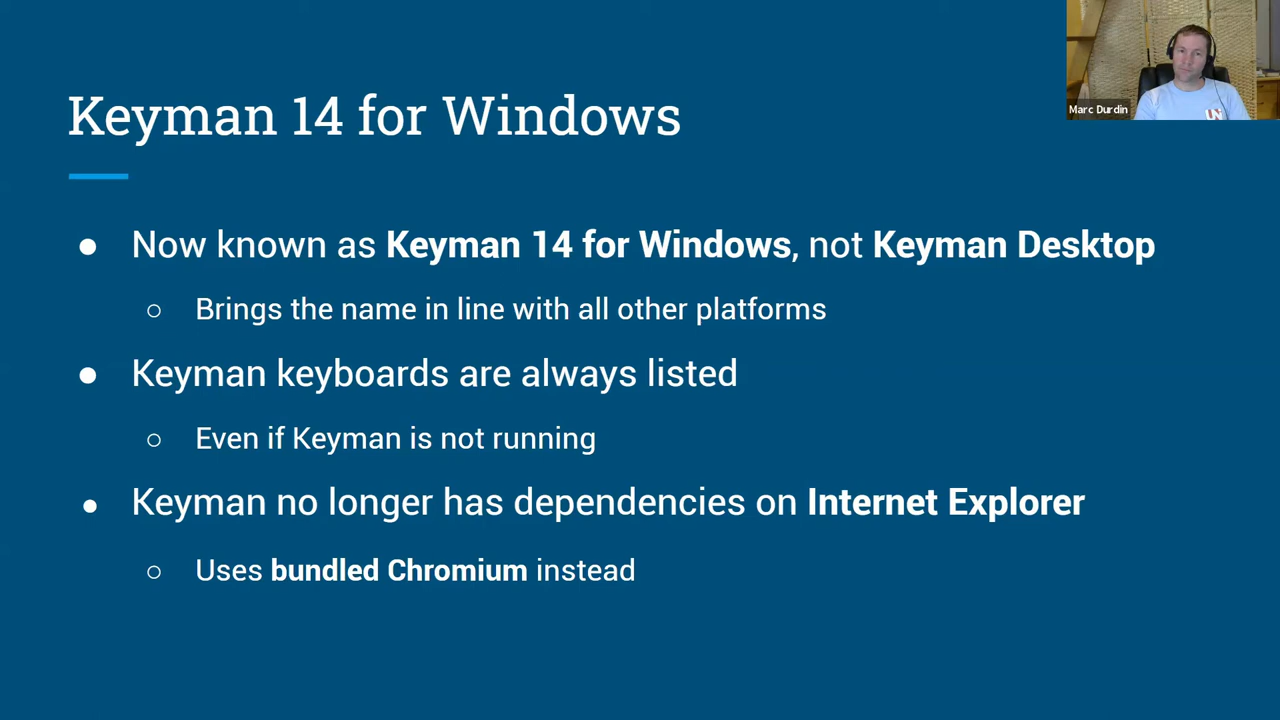 Marc Durdin
Keyman 14 for Windows
● Now known as Keyman 14 for Windows, not Keyman Desktop
○ Brings the name in line with all other platforms
● Keyman keyboards are always listed
○ Even if Keyman is not running
● Keyman no longer has dependencies on Internet Explorer
○ Uses bundled Chromium instead